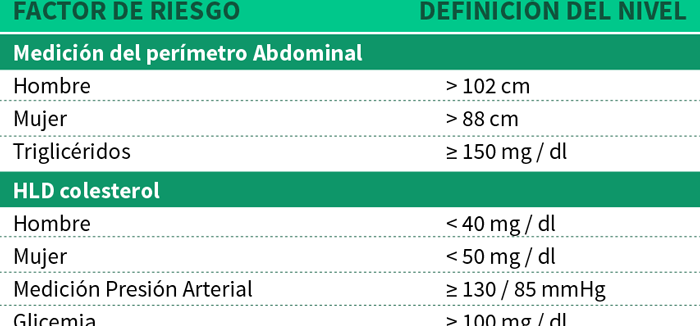 FACTOR DE RIESGO DEFINICIÓN DEL NIVEL
Medición del perímetro Abdominal
Hombre > 102 cm
Mujer > 88 cm
Triglicéridos ≥ 150 mg / dl
HLD colesterol
Hombre < 40 mg / dl
Mujer < 50 mg / dl
Medición Presión Arterial ≥ 130 / 85 mmHg
Glicemia > 100 mg / dl